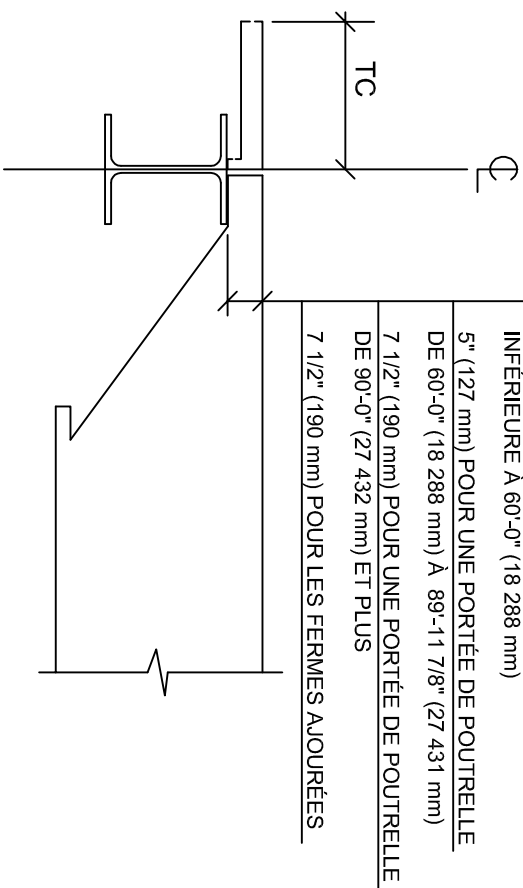 INFÉRIEURE À 60'-0" (18 288 mm)
5" (127 mm) POUR UNE PORTÉE DE POUTRELLE
DE 60'-0" (18 288 mm) À 89'-11 7/8" (27 431 mm)
7 1/2" (190 mm) POUR UNE PORTÉE DE POUTRELLE
DE 90'-0" (27 432 mm) ET PLUS
7 1/2" (190 mm) POUR LES FERMES AJOURÉES
TC